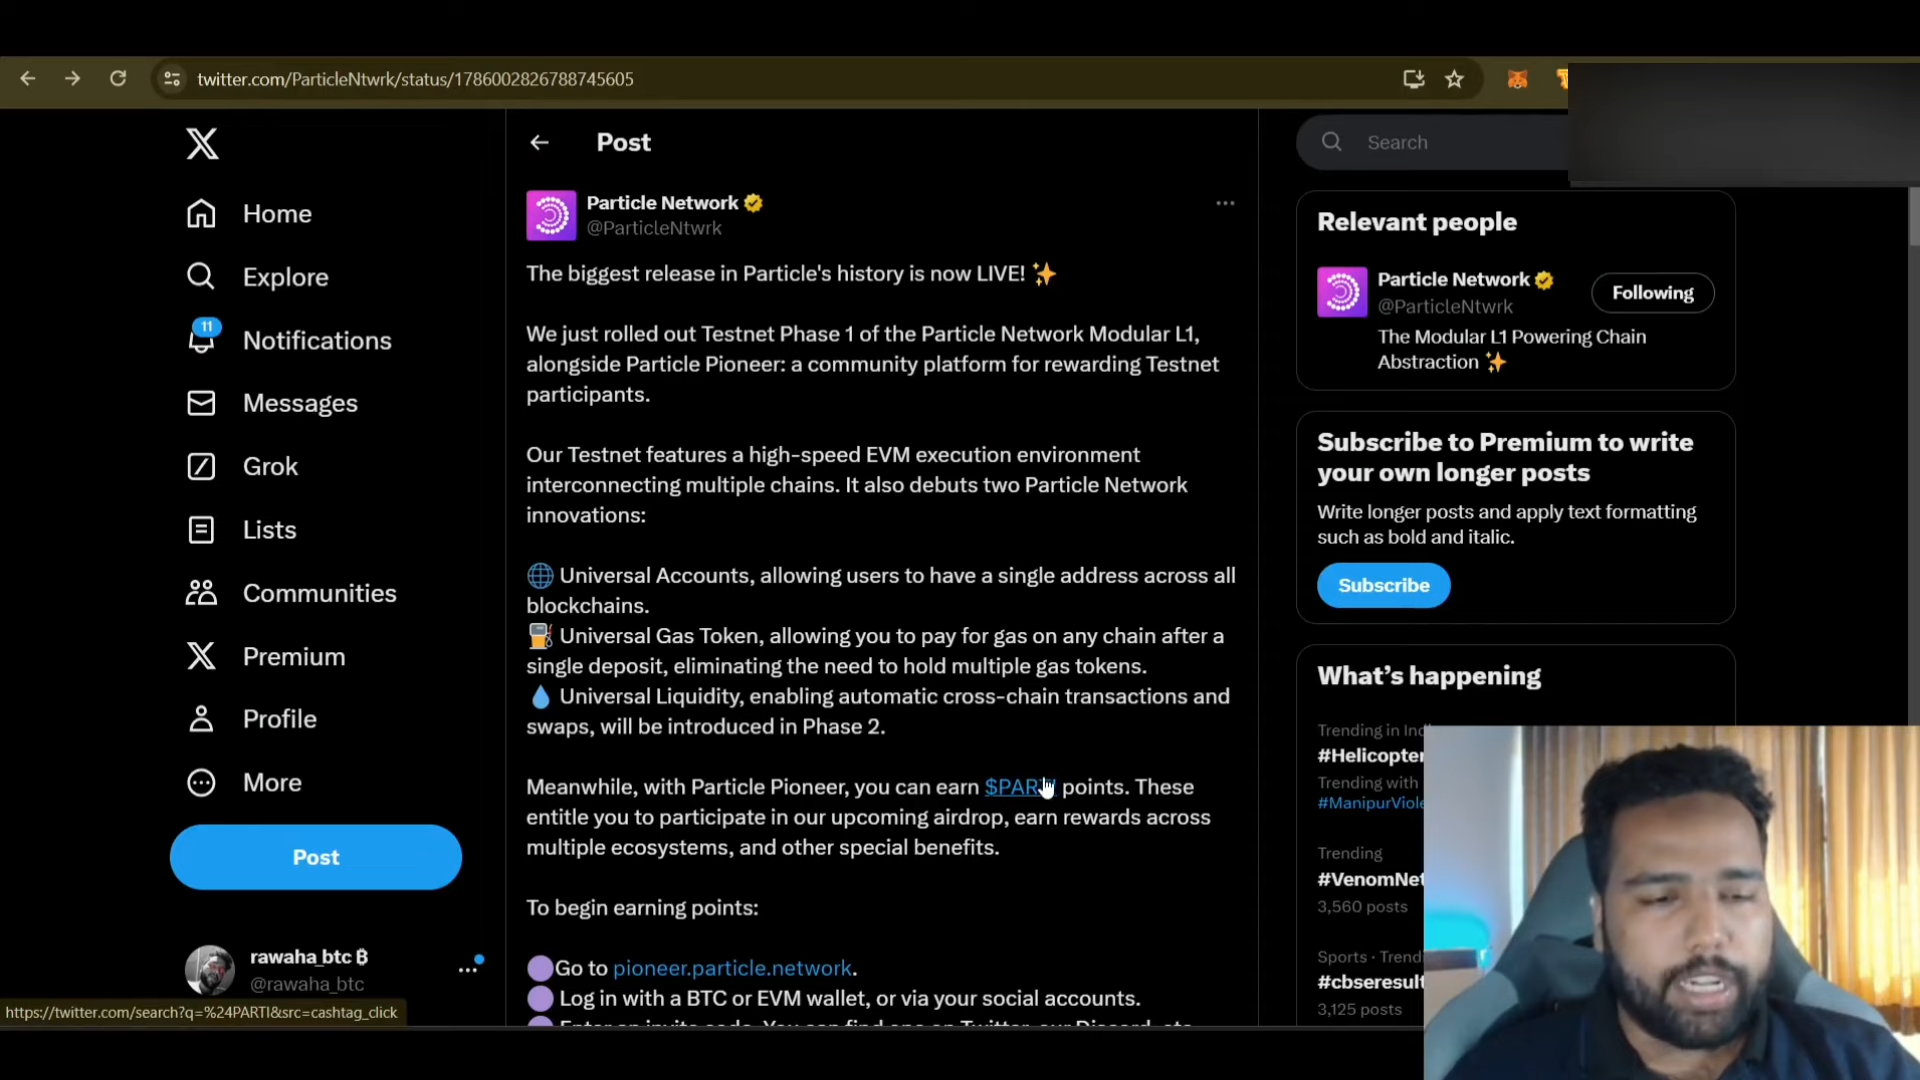 twitter.com/ParticleNtwrk/status/1786002826788745605
Home
Explore
11
Notifications
Messages
Grok
Lists
Communities
Premium
Profile
More
Post
rawaha_btc ₿
@rawaha_btc
https://twitter.com/search?q=%24PARTI&src=cashtag_click
Post
Particle Network
@ParticleNtwrk
The biggest release in Particle's history is now LIVE! ✨
We just rolled out Testnet Phase 1 of the Particle Network Modular L1,
alongside Particle Pioneer: a community platform for rewarding Testnet
participants.
Our Testnet features a high-speed EVM execution environment
interconnecting multiple chains. It also debuts two Particle Network
innovations:
🌐 Universal Accounts, allowing users to have a single address across all
blockchains.
⛽ Universal Gas Token, allowing you to pay for gas on any chain after a
single deposit, eliminating the need to hold multiple gas tokens.
💧 Universal Liquidity, enabling automatic cross-chain transactions and
swaps, will be introduced in Phase 2.
Meanwhile, with Particle Pioneer, you can earn points. These
entitle you to participate in our upcoming airdrop, earn rewards across
multiple ecosystems, and other special benefits.
To begin earning points:
🟣Go to pioneer.particle.network.
🟣 Log in with a BTC or EVM wallet, or via your social accounts.
Search
Relevant people
Particle Network
@ParticleNtwrk
Following
The Modular L1 Powering Chain
Abstraction ✨
Subscribe to Premium to write
your own longer posts
Write longer posts and apply text formatting
such as bold and italic.
Subscribe
What's happening
Trending in
#Helicopter
Trending with
Trending
3,560 posts
Sports ·
3,125 posts